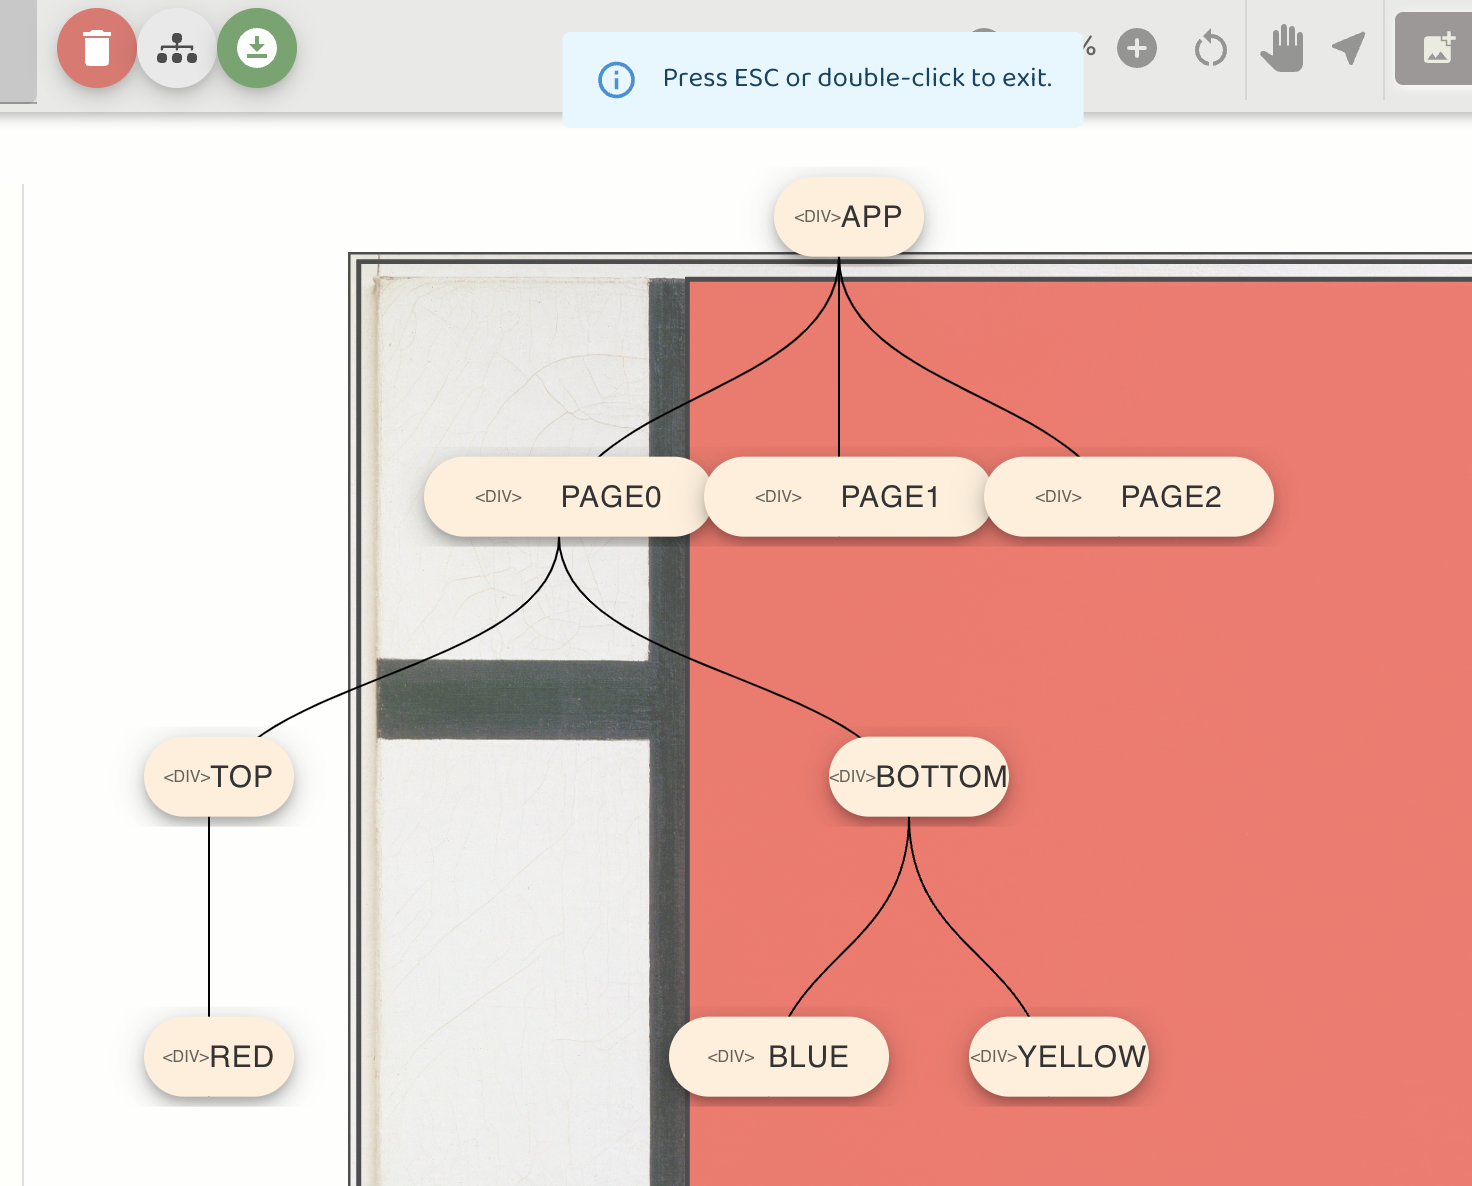 %
Press ESC or double-click to exit.
<DIV>APP
<DIV> PAGE0
<DIV> PAGE1
<DIV> PAGE2
<DIV>TOP
<DIV>BOTTOM
<DIV>RED
<DIV> BLUE
<DIV>YELLOW